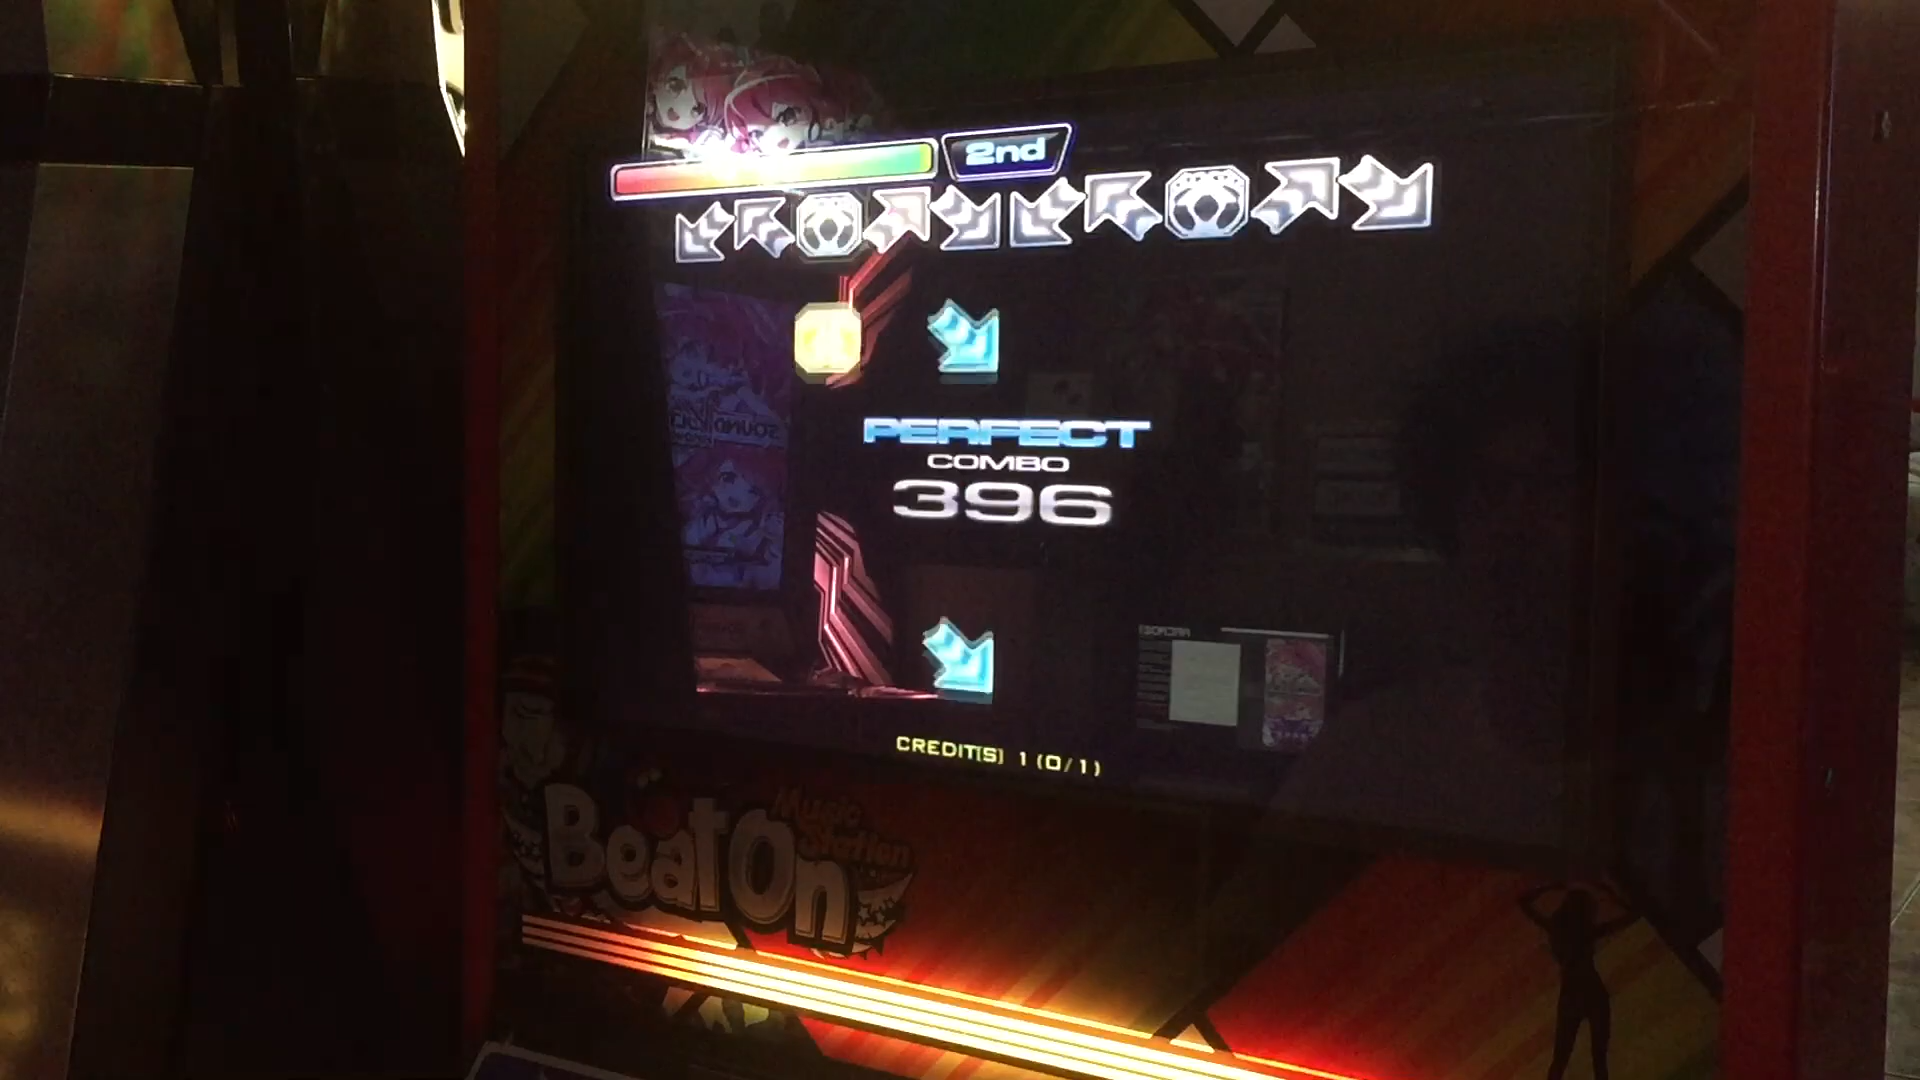 2nd
PERFECT
COMBO
396
CREDIT[S] 1 (0/1)
Music
Station
BeatOn